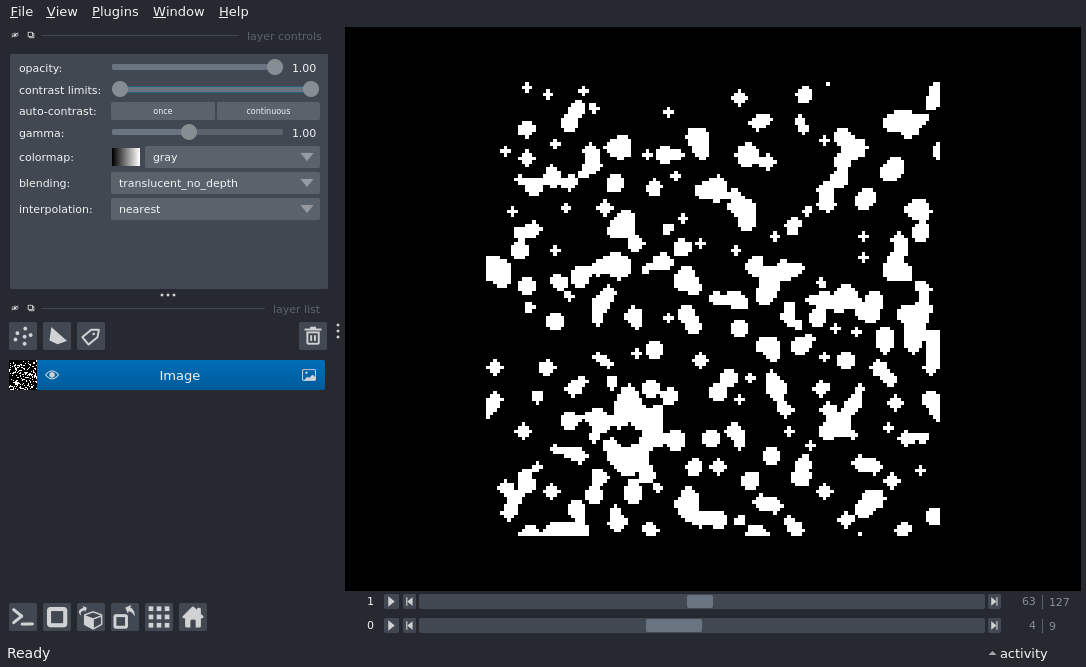 File View Plugins Window Help
layer controls
opacity: 1.00
contrast limits:
auto-contrast: once continuous
gamma: 1.00
colormap: gray
blending: translucent_no_depth
interpolation: nearest
layer list
Image
1 63 127
0 4 9
Ready activity